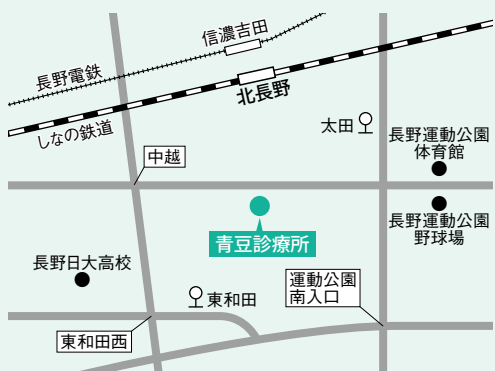 信濃吉田
長野電鉄
北長野
しなの鉄道
太田
長野運動公園
体育館
中越
長野運動公園
野球場
青豆診療所
長野日大高校
東和田
運動公園
南入口
東和田西